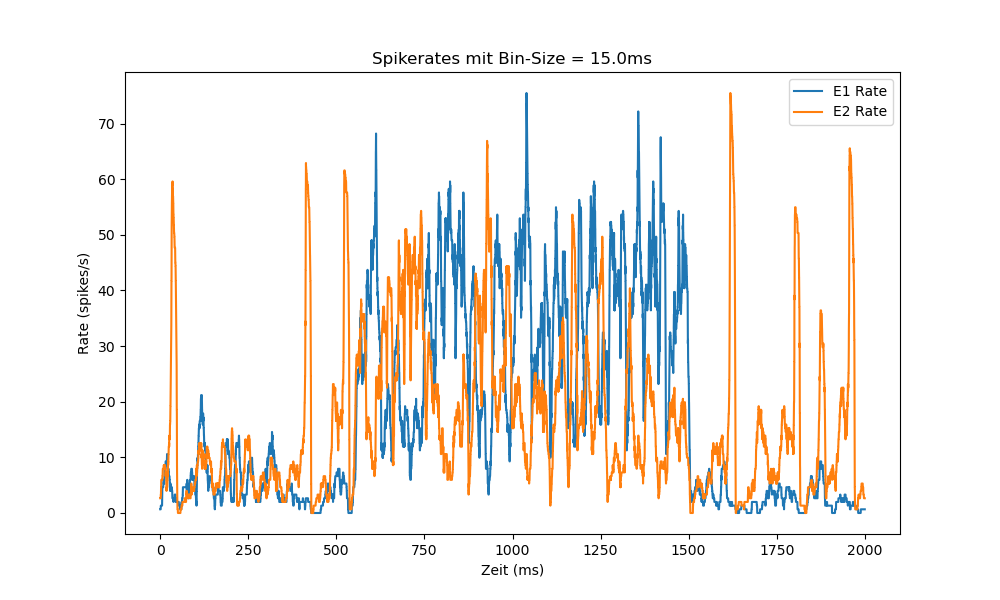 Spikerates mit Bin-Size = 15.0ms
E1 Rate
E2 Rate
70
60
50
40
30
20
10
0
Rate (spikes/s)
0 250 500 750 1000 1250 1500 1750 2000
Zeit (ms)